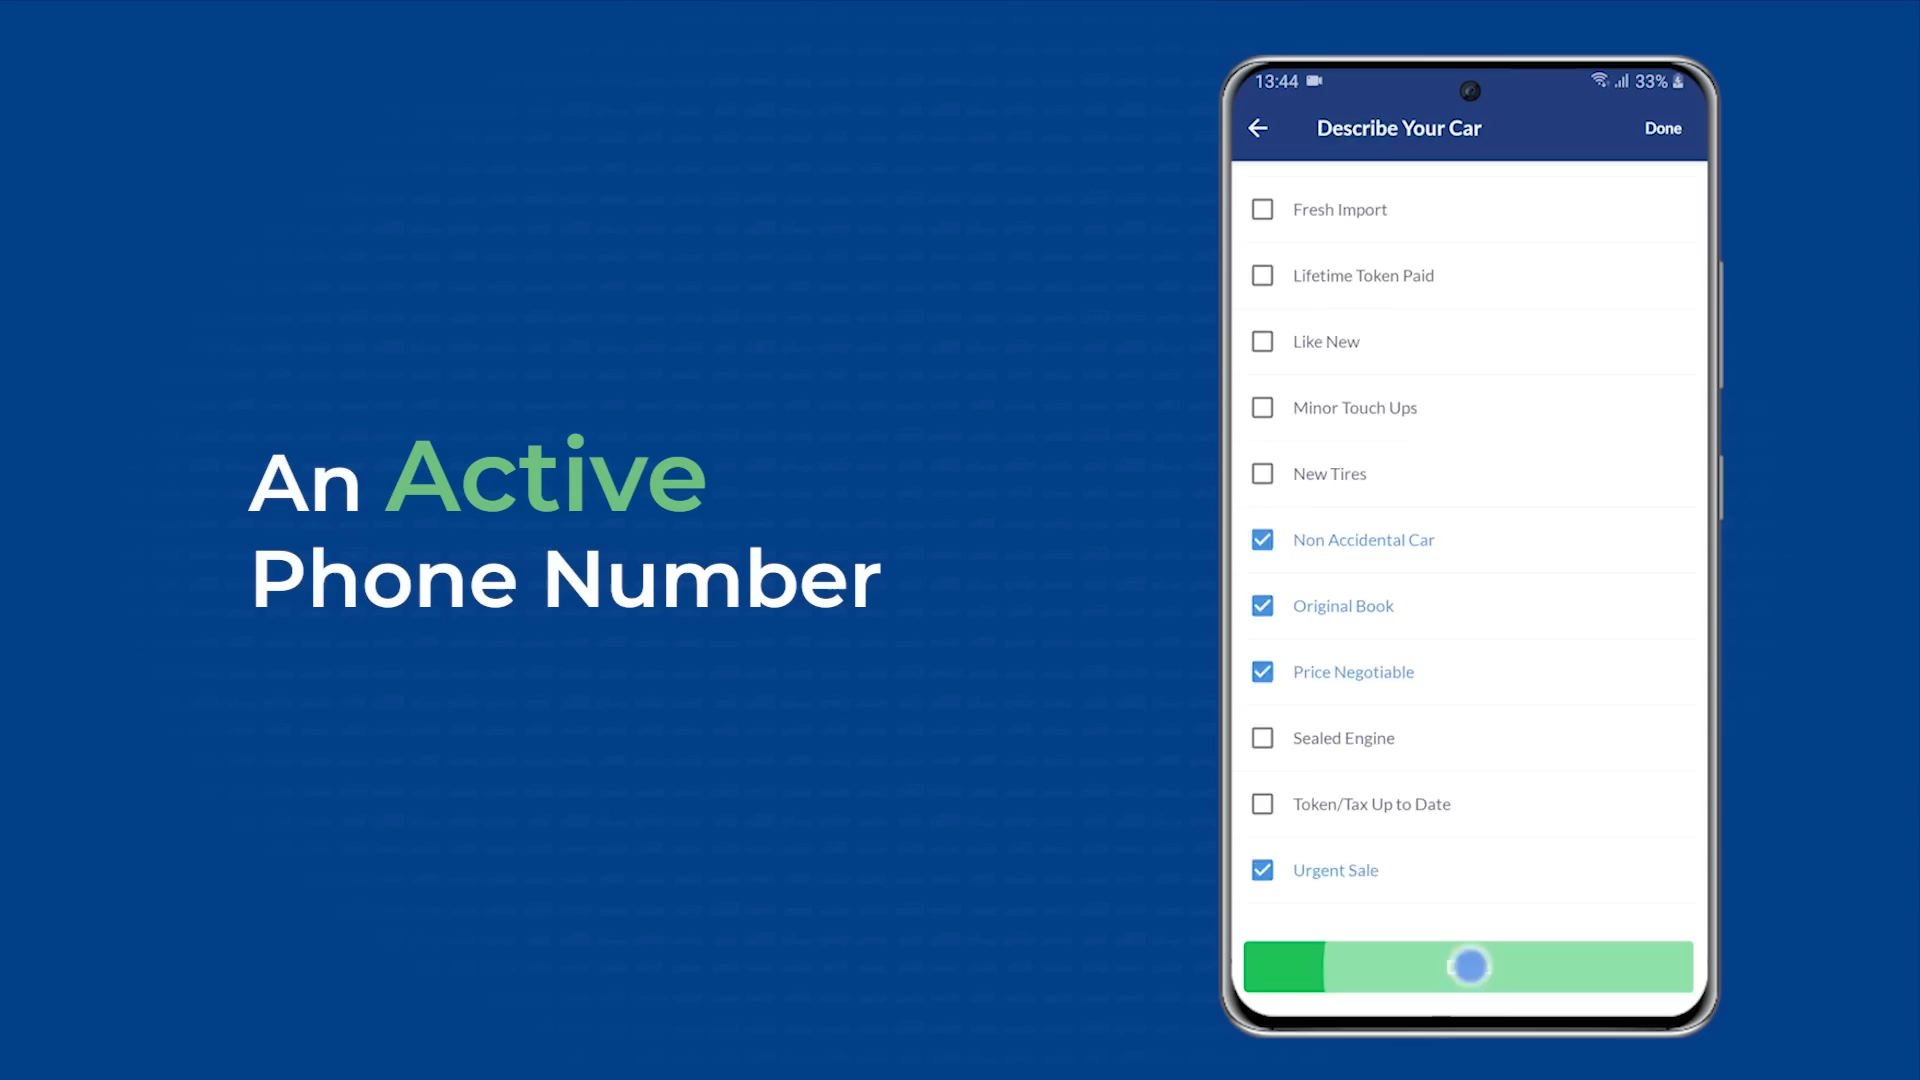 An Active
Phone Number
13:44
33%
Describe Your Car
Done
Fresh Import
Lifetime Token Paid
Like New
Minor Touch Ups
New Tires
Non Accidental Car
Original Book
Price Negotiable
Sealed Engine
Token/Tax Up to Date
Urgent Sale